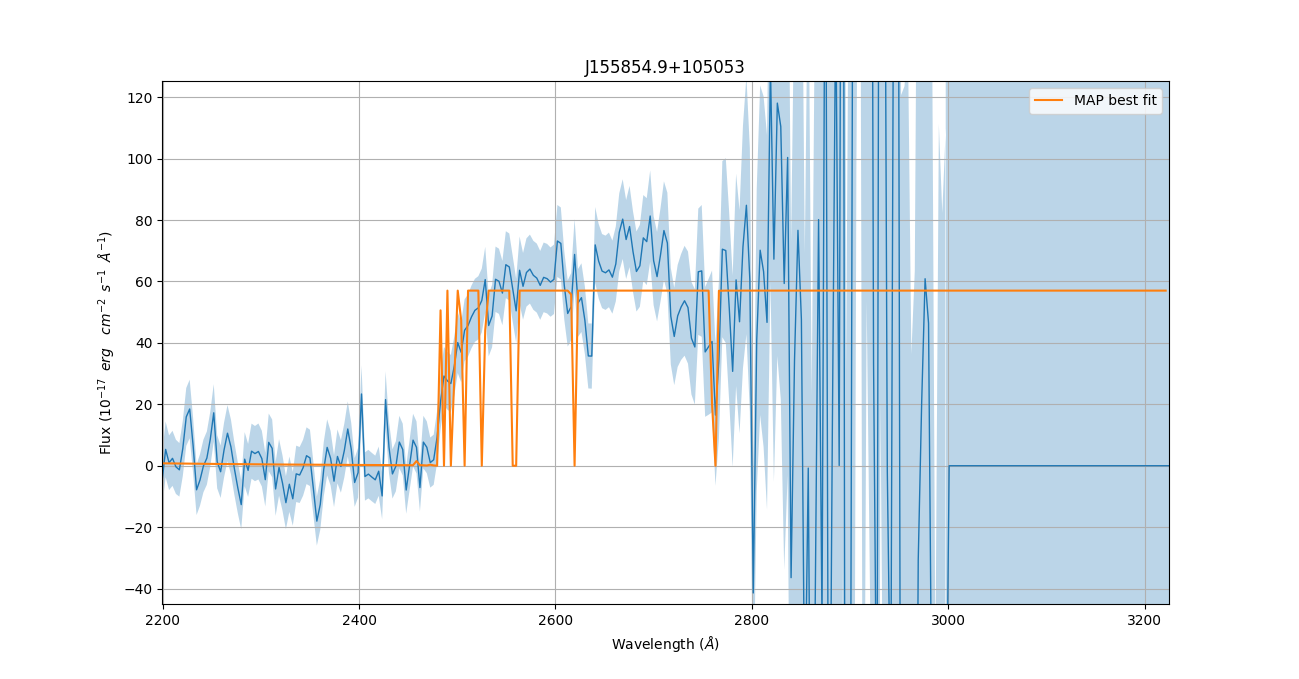 J155854.9+105053
MAP best fit
Flux (10⁻¹⁷ erg cm⁻² s⁻¹ Å⁻¹)
120
100
80
60
40
20
0
−20
−40
2200 2400 2600 2800 3000 3200
Wavelength (Å)